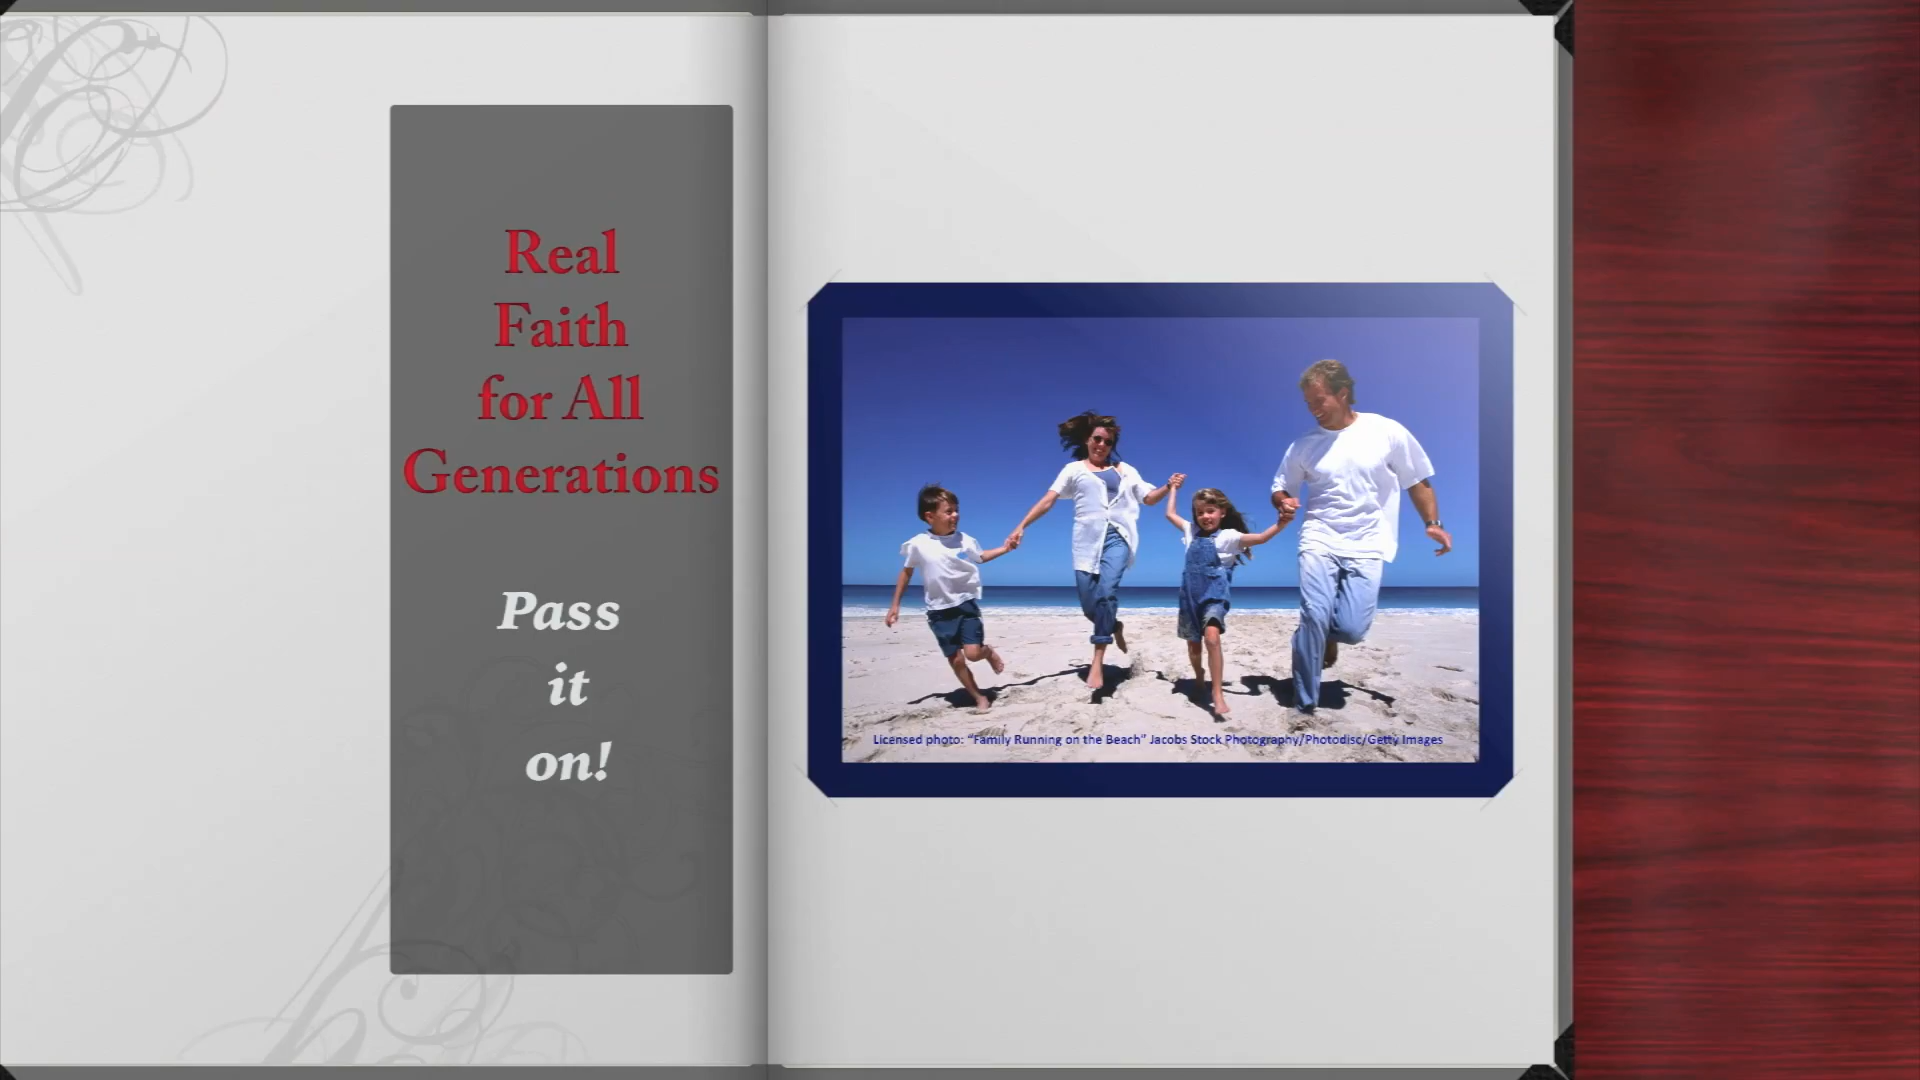 Real
Faith
for All
Generations
Pass
it
on!
Licensed photo: “Family Running on the Beach” Jacobs Stock Photography/Photodisc/Getty Images